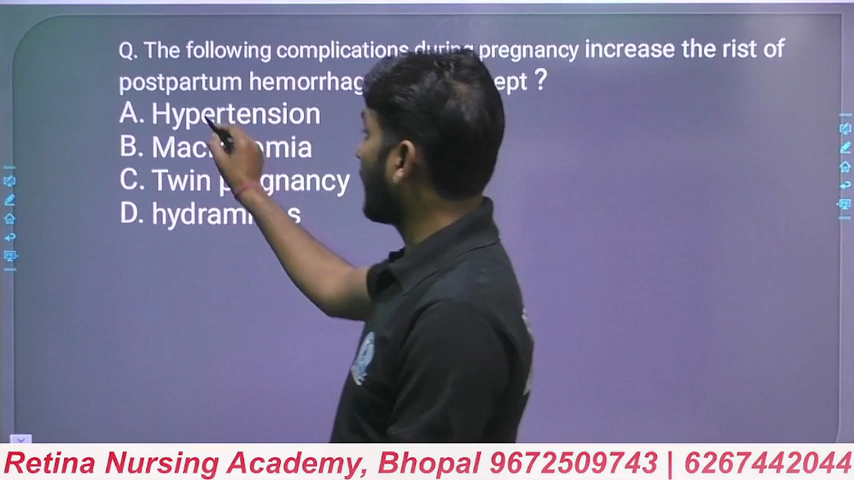 Q. The following complications during pregnancy increase the rist of
postpartum hemorrhag ept ?
A. Hypertension
B. Mac omia
C. Twin p gnancy
D. hydram s
Retina Nursing Academy, Bhopal 9672509743 | 6267442044